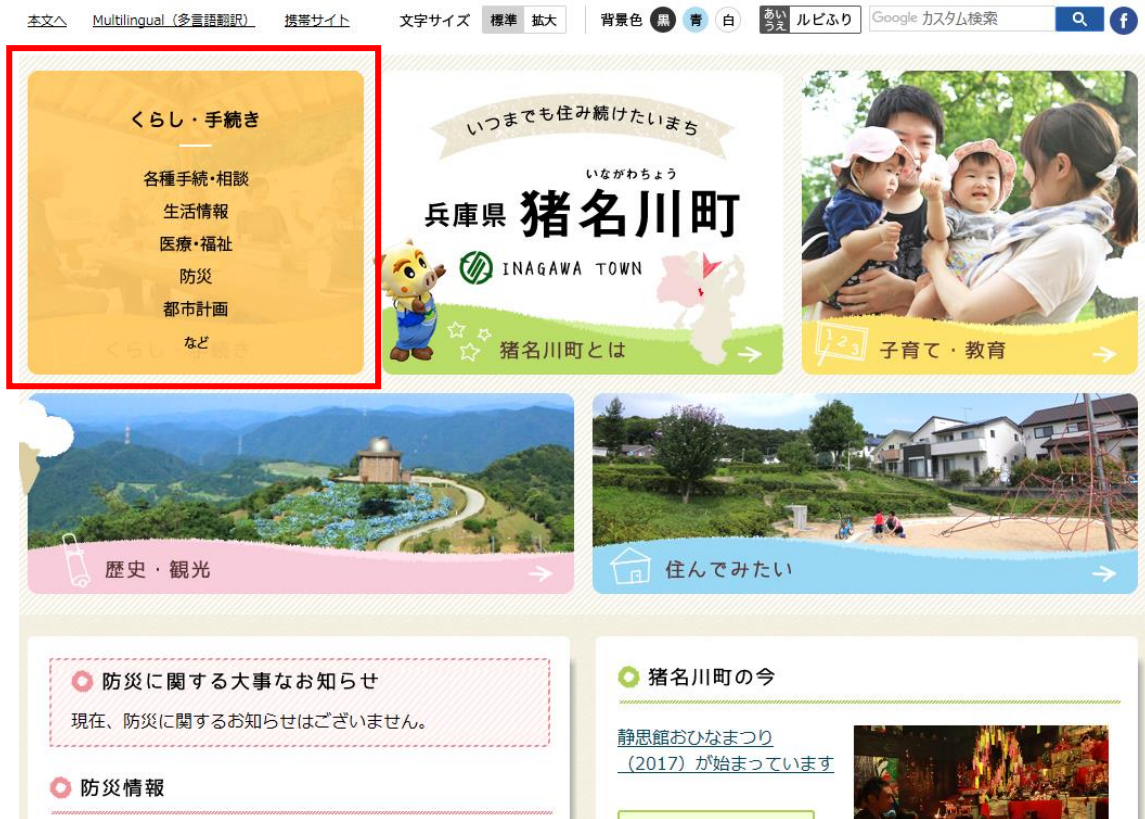 本文へ Multilingual（多言語翻訳） 携帯サイト 文字サイズ 標準 拡大 背景色 黒 青 白 あいうえ ルビふり Google カスタム検索 f
くらし・手続き
各種手続・相談
生活情報
医療・福祉
防災
都市計画
など
くらし・手続き
いつまでも住み続けたいまち
いながわちょう
兵庫県 猪名川町
INAGAWA TOWN
猪名川町とは
123
子育て・教育
歴史・観光
住んでみたい
防災に関する大事なお知らせ
現在、防災に関するお知らせはございません。
防災情報
猪名川町の今
静思館おひなまつり
（2017）が始まっています